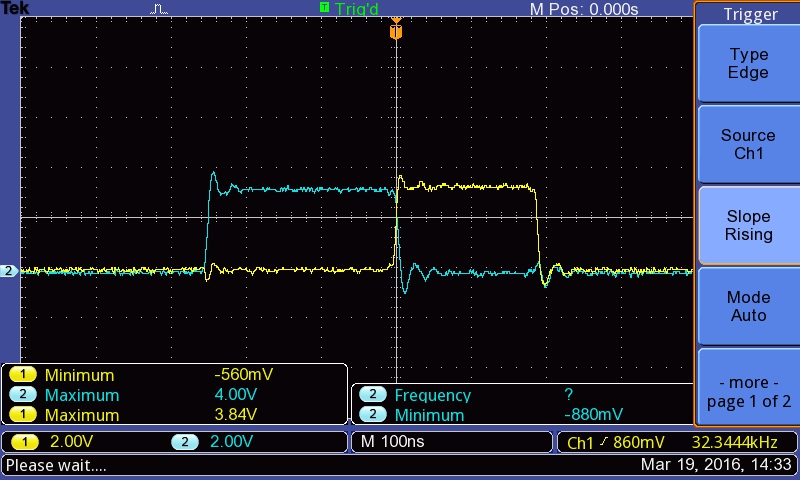 Tek T Trig'd M Pos: 0.000s
T
Trigger
Type
Edge
Source
Ch1
Slope
Rising
Mode
Auto
- more -
page 1 of 2
2
1 Minimum -560mV
2 Maximum 4.00V
1 Maximum 3.84V
2 Frequency ?
2 Minimum -880mV
1 2.00V 2 2.00V M 100ns Ch1 860mV 32.3444kHz
Please wait.... Mar 19, 2016, 14:33